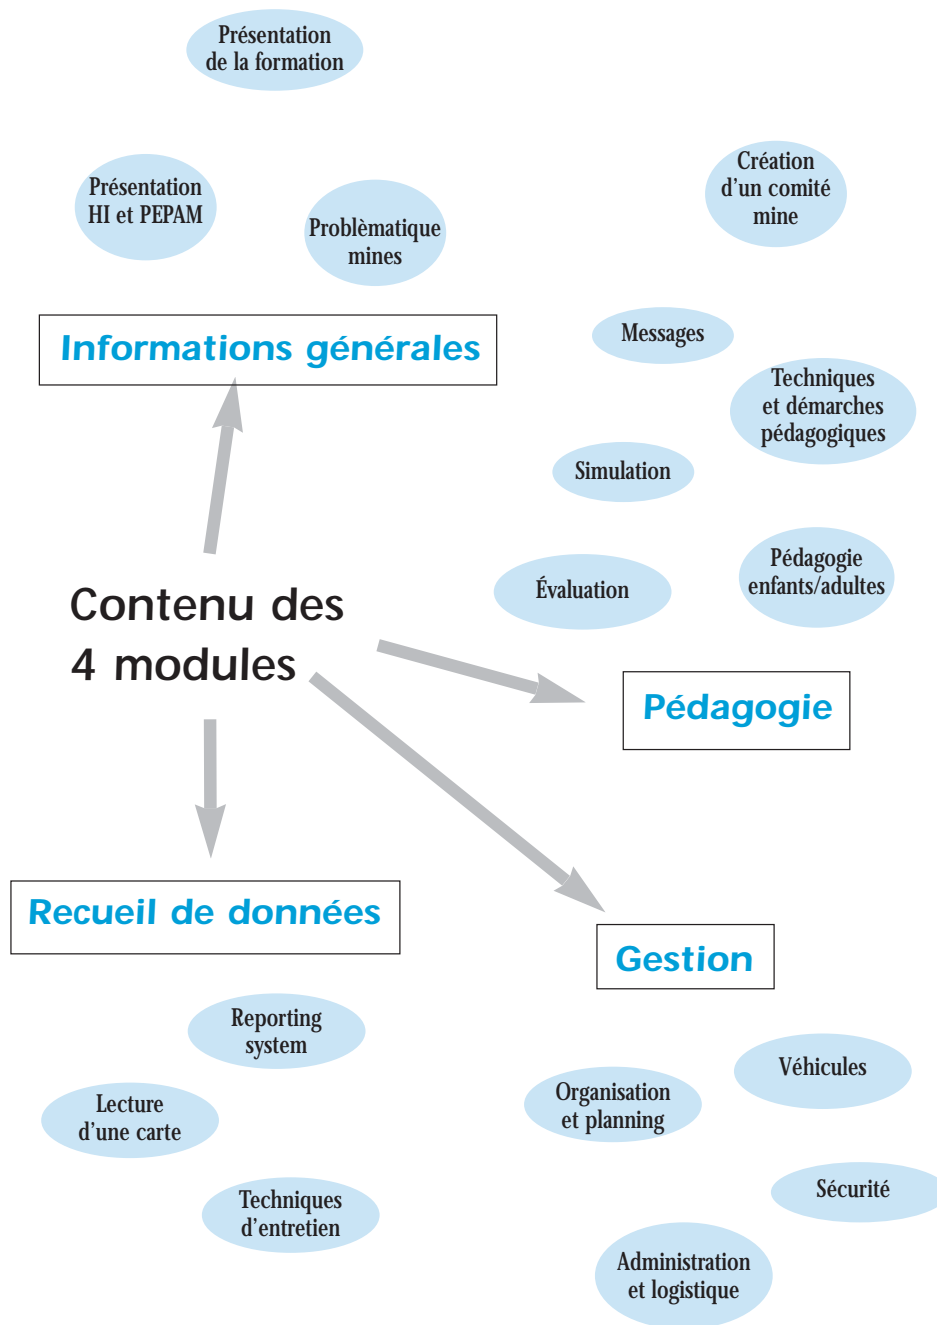 Présentation
de la formation
Présentation
HI et PEPAM
Problèmatique
mines
Création
d'un comité
mine
Informations générales
Messages
Techniques
et démarches
pédagogiques
Simulation
Évaluation
Pédagogie
enfants/adultes
Contenu des
4 modules
Pédagogie
Recueil de données
Gestion
Reporting
system
Lecture
d'une carte
Techniques
d'entretien
Organisation
et planning
Véhicules
Sécurité
Administration
et logistique